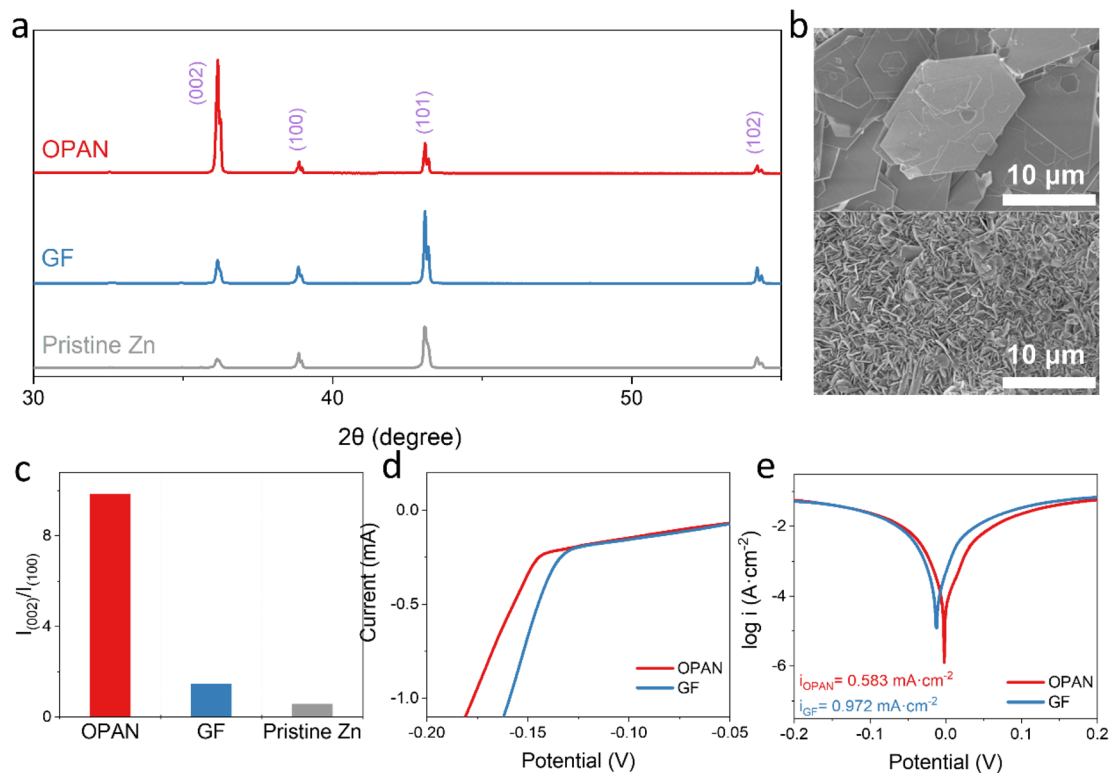 a
(002)
(100)
(101)
(102)
OPAN
GF
Pristine Zn
30
40
50
2θ (degree)
b
10 μm
10 μm
c
I(002)/I(100)
0
4
8
OPAN
GF
Pristine Zn
d
Current (mA)
0.0
-0.5
-1.0
OPAN
GF
-0.20
-0.15
-0.10
-0.05
Potential (V)
e
log i (A·cm-2)
-2
-4
-6
iOPAN= 0.583 mA·cm-2
iGF= 0.972 mA·cm-2
OPAN
GF
-0.2
-0.1
0.0
0.1
0.2
Potential (V)